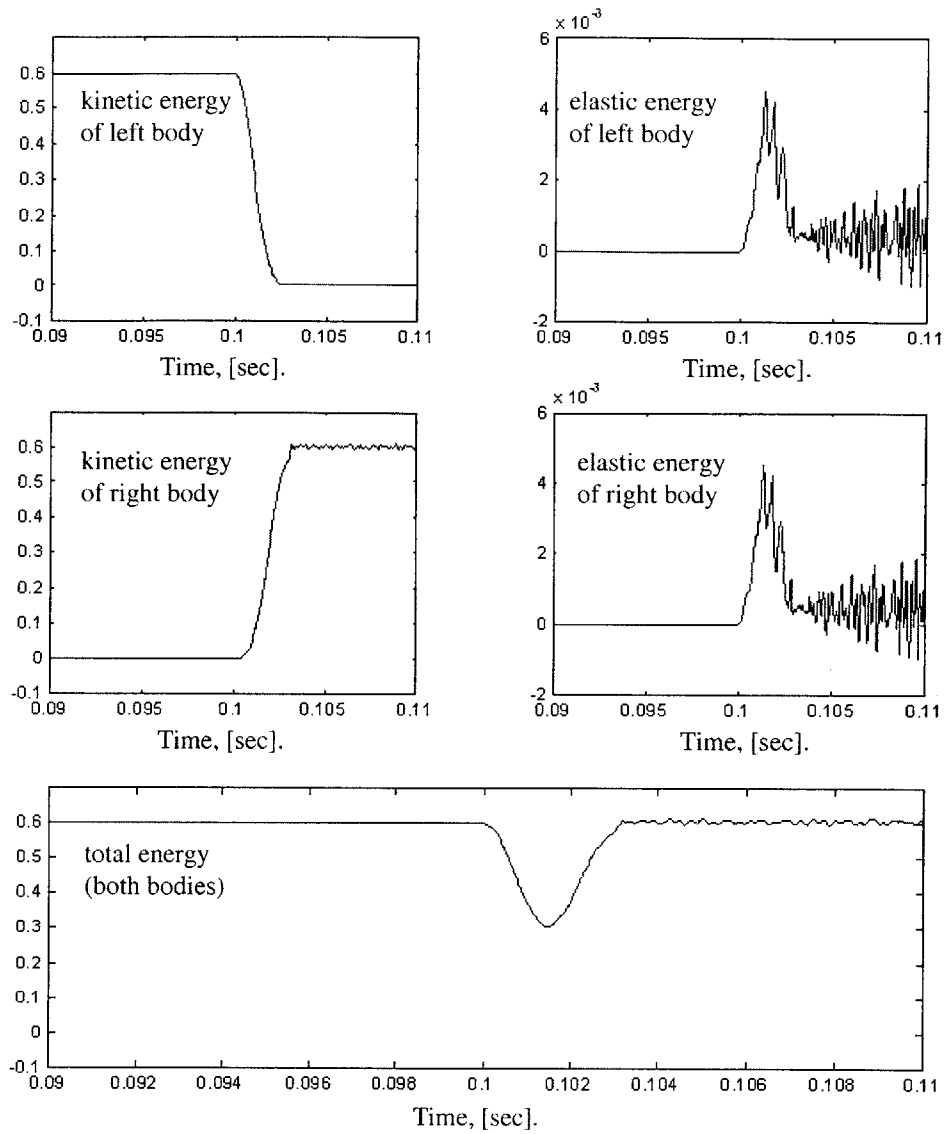 0.6
0.5
0.4
0.3
0.2
0.1
0
-0.1
0.09 0.095 0.1 0.105 0.11
kinetic energy
of left body
Time, [sec].
× 10⁻³
6
4
2
0
-2
0.09 0.095 0.1 0.105 0.11
elastic energy
of left body
Time, [sec].
0.6
0.5
0.4
0.3
0.2
0.1
0
-0.1
0.09 0.095 0.1 0.105 0.11
kinetic energy
of right body
Time, [sec].
× 10⁻³
6
4
2
0
-2
0.09 0.095 0.1 0.105 0.11
elastic energy
of right body
Time, [sec].
0.6
0.5
0.4
0.3
0.2
0.1
0
-0.1
0.09 0.092 0.094 0.096 0.098 0.1 0.102 0.104 0.106 0.108 0.11
total energy
(both bodies)
Time, [sec].